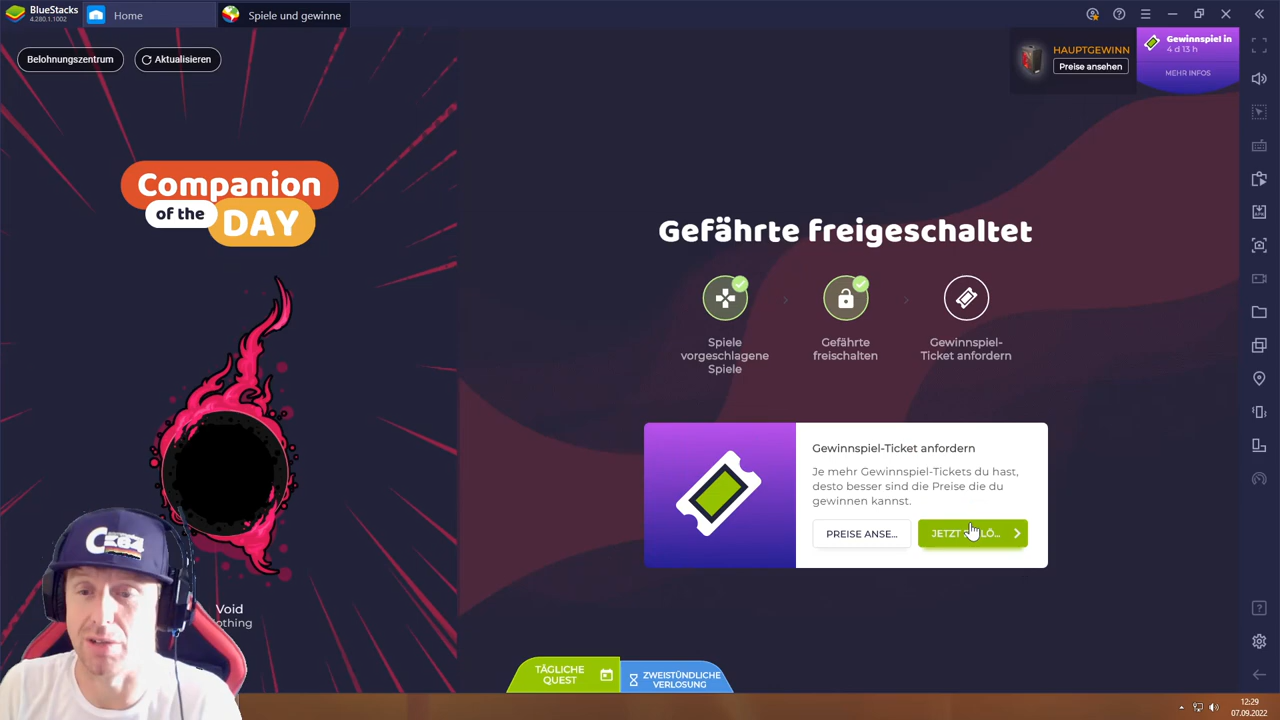 BlueStacks
4.280.1.1002
Home
Spiele und gewinne
Belohnungszentrum
Aktualisieren
HAUPTGEWINN
Preise ansehen
Gewinnspiel in
4 d 13 h
MEHR INFOS
Companion
of the
DAY
Gefährte freigeschaltet
Spiele
vorgeschlagene
Spiele
Gefährte
freischalten
Gewinnspiel-
Ticket anfordern
Gewinnspiel-Ticket anfordern
Je mehr Gewinnspiel-Tickets du hast,
desto besser sind die Preise die du
gewinnen kannst.
PREISE ANSE...
JETZT
Void
TÄGLICHE
QUEST
ZWEISTÜNDLICHE
VERLOSUNG
12:29
07.09.2022